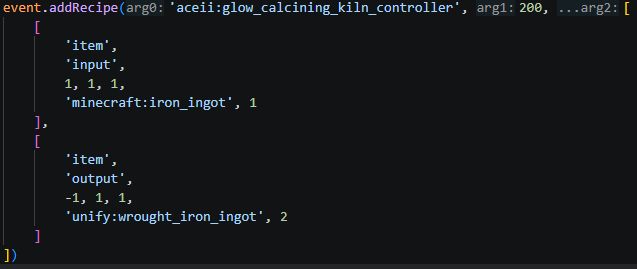 event.addRecipe(arg0: 'aceii:glow_calcining_kiln_controller', arg1: 200, ...arg2: [
[
'item',
'input',
1, 1, 1,
'minecraft:iron_ingot', 1
],
[
'item',
'output',
-1, 1, 1,
'unify:wrought_iron_ingot', 2
]
])